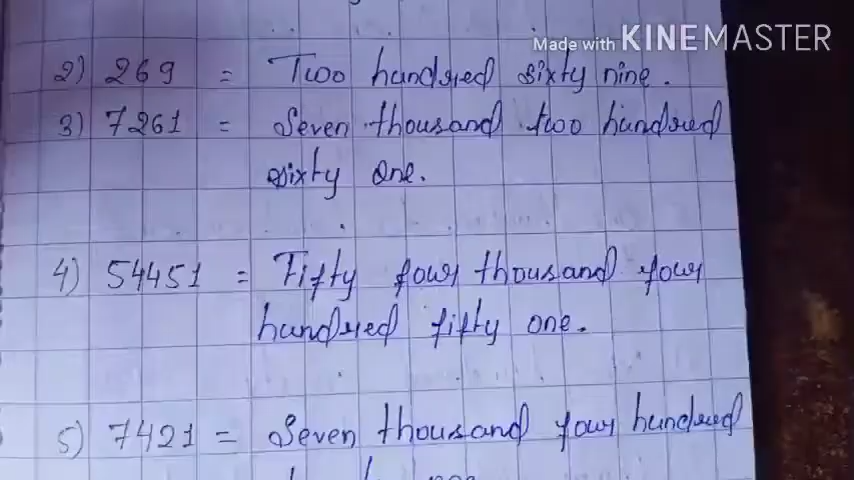 Made with KINEMASTER
2) 269 = Two hundred sixty nine.
3) 7261 = Seven thousand two hundred
sixty one.
4) 54451 = Fifty four thousand four
hundred fifty one.
5) 7421 = Seven thousand four hundred